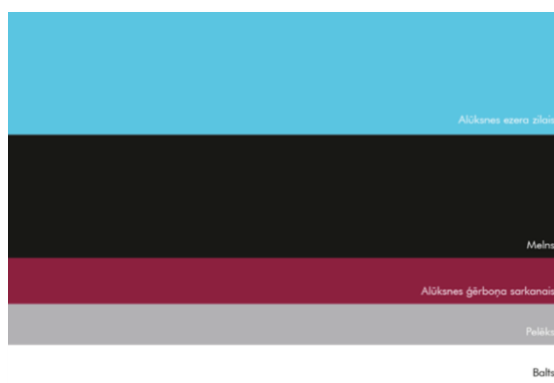 Alūksnes ezera zilais
Melns
Alūksnes ģērboņa sarkanais
Pelēks
Balts